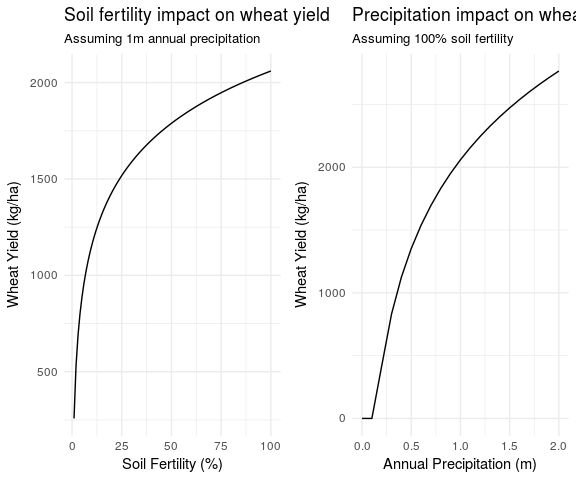 Soil fertility impact on wheat yield
Assuming 1m annual precipitation
2000
1500
1000
500
0 25 50 75 100
Soil Fertility (%)
Wheat Yield (kg/ha)
Precipitation impact on whea
Assuming 100% soil fertility
2000
1000
0
0.0 0.5 1.0 1.5 2.0
Annual Precipitation (m)
Wheat Yield (kg/ha)